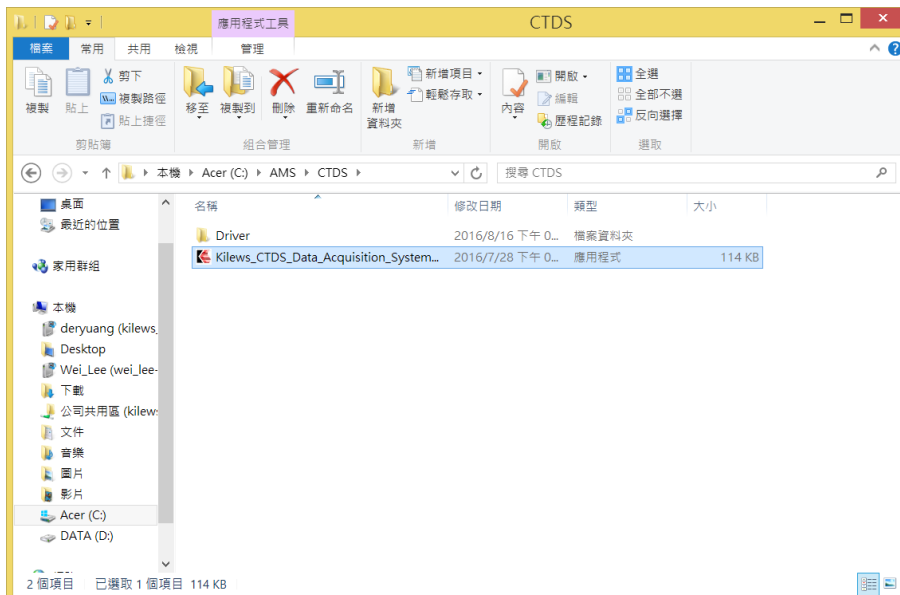 應用程式工具 CTDS
檔案 常用 共用 檢視 管理
複製 貼上 剪下 複製路徑 貼上捷徑 移至 複製到 刪除 重新命名 新增資料夾 新增項目 輕鬆存取 內容 開啟 編輯 歷程記錄 全選 全部不選 反向選擇
剪貼簿 組合管理 新增 開啟 選取
本機 Acer (C:) AMS CTDS 搜尋 CTDS
名稱 修改日期 類型 大小
Driver 2016/8/16 下午 0... 檔案資料夾
Kilews_CTDS_Data_Acquisition_System... 2016/7/28 下午 0... 應用程式 114 KB
桌面
最近的位置
家用群組
本機
deryuang (kilews_
Desktop
Wei_Lee (wei_lee-
下載
公司共用區 (kilews
文件
音樂
圖片
影片
Acer (C:)
DATA (D:)
2 個項目 已選取 1 個項目 114 KB